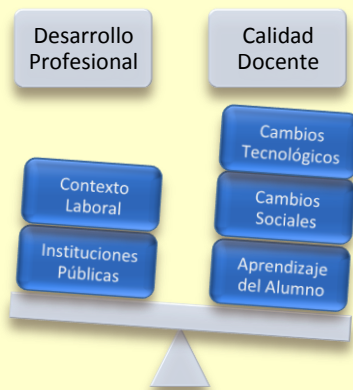 Desarrollo
Profesional
Calidad
Docente
Contexto
Laboral
Instituciones
Públicas
Cambios
Tecnológicos
Cambios
Sociales
Aprendizaje
del Alumno